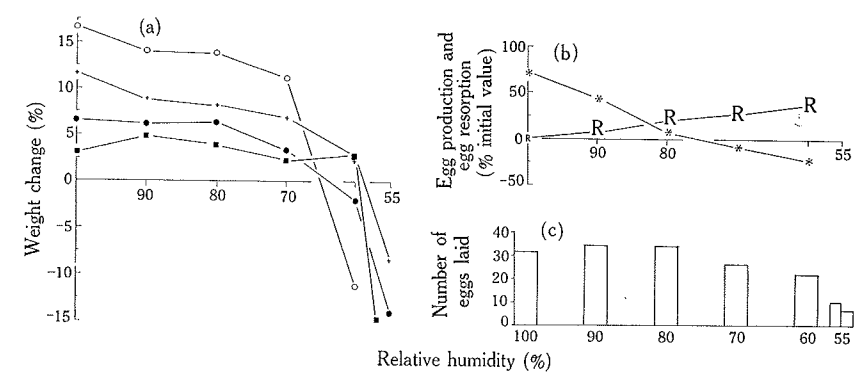 (a)
Weight change (%)
15
10
5
0
-5
-10
-15
90
80
70
55
(b)
Egg production and
egg resorption
(% initial value)
100
50
0
-50
R
R
R
R
R
90
80
55
(c)
Number of
eggs laid
40
30
20
10
0
100
90
80
70
60
55
Relative humidity (%)